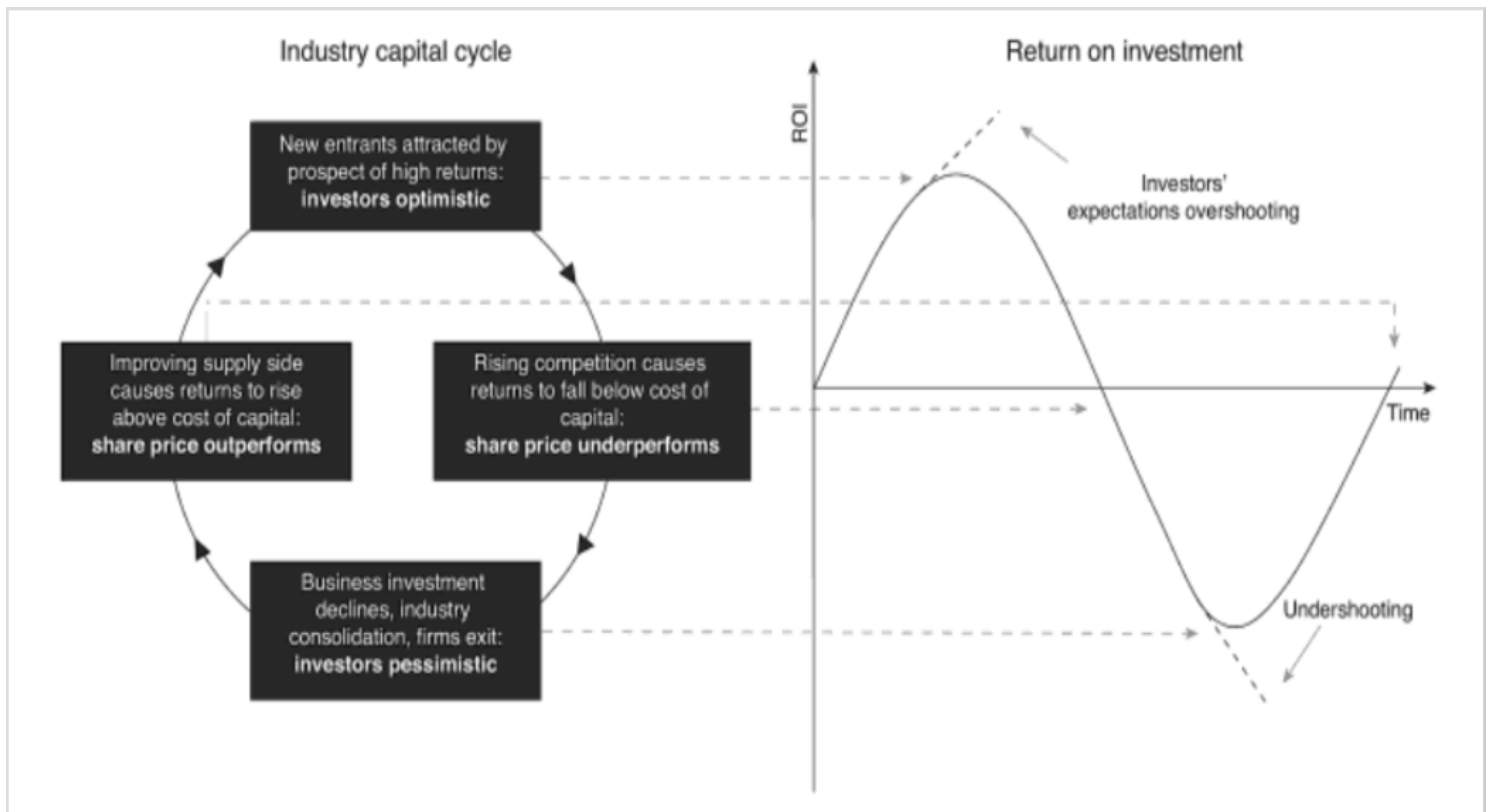 Industry capital cycle
New entrants attracted by
prospect of high returns:
investors optimistic
Improving supply side
causes returns to rise
above cost of capital:
share price outperforms
Rising competition causes
returns to fall below cost of
capital:
share price underperforms
Business investment
declines, industry
consolidation, firms exit:
investors pessimistic
Return on investment
ROI
Investors'
expectations overshooting
Time
Undershooting